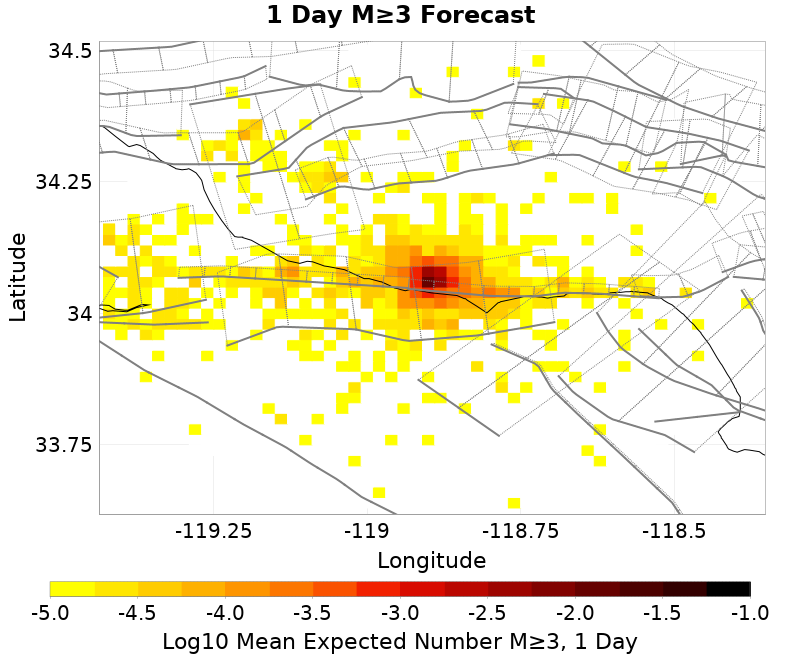 1 Day M≥3 Forecast
34.5
34.25
34
33.75
Latitude
-119.25 -119 -118.75 -118.5
Longitude
-5.0 -4.5 -4.0 -3.5 -3.0 -2.5 -2.0 -1.5 -1.0
Log10 Mean Expected Number M≥3, 1 Day